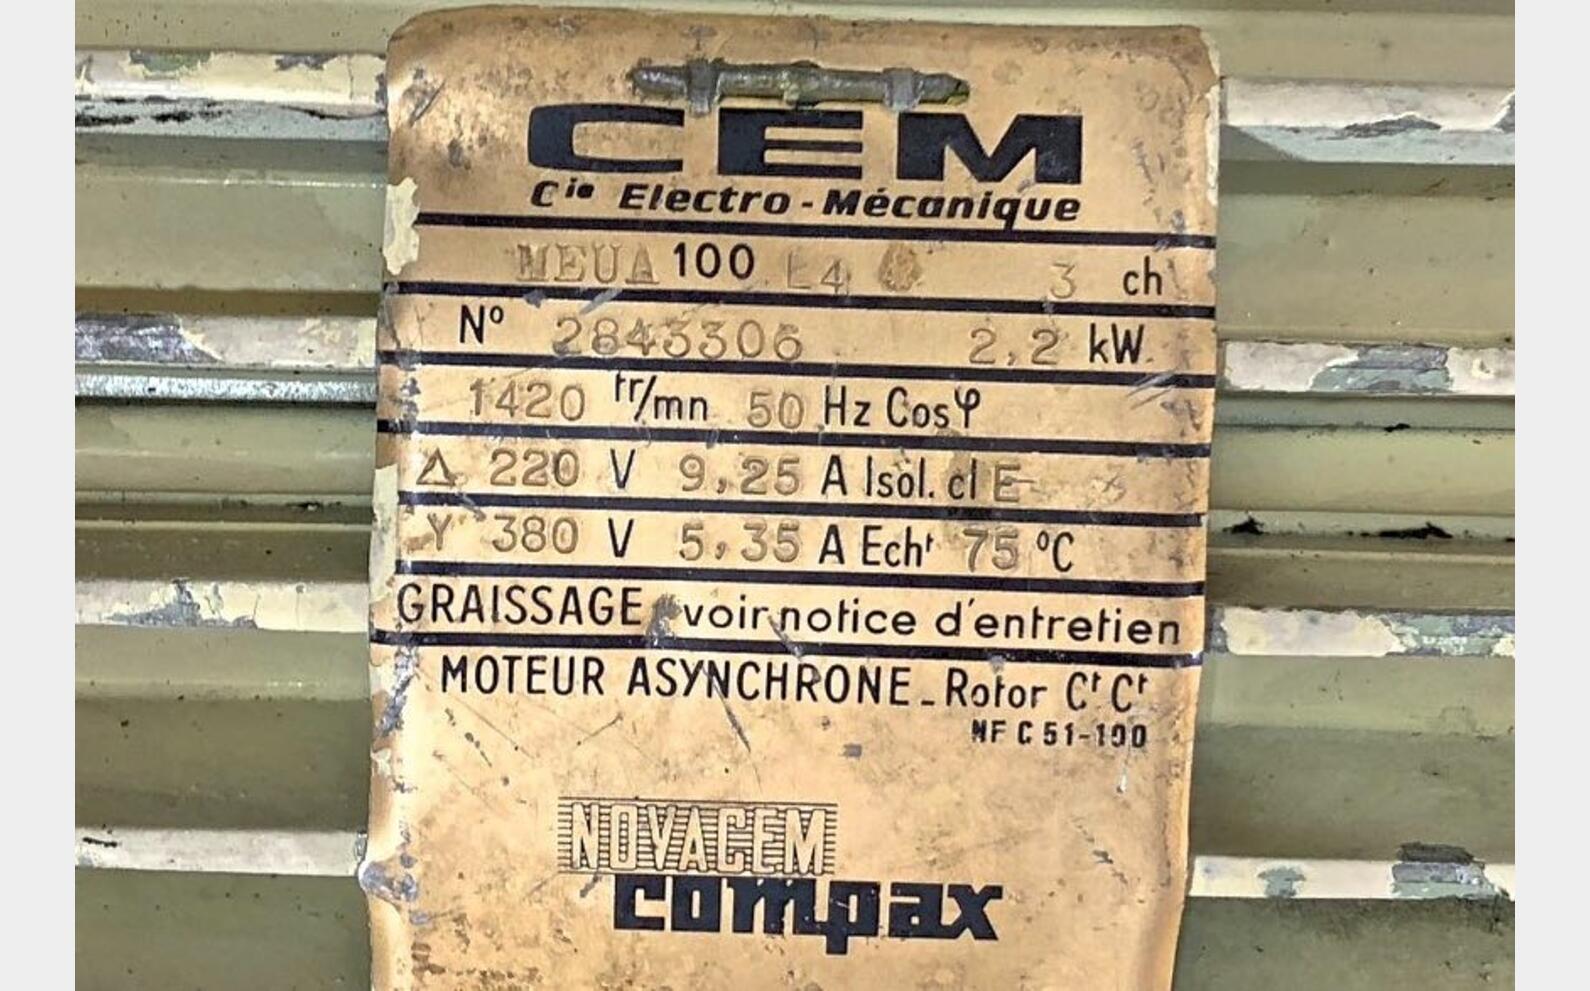 CEM
Cie Electro-Mécanique
MEUA 100 L4 3 ch
No 2843306 2,2 kW
1420 tr/mn 50 Hz Cos φ
Δ 220 V 9,25 A Isol. cl E
Y 380 V 5,35 A Echt 75 °C
GRAISSAGE voir notice d'entretien
MOTEUR ASYNCHRONE - Rotor Ct Ct
NF C 51-100
NOVACEM
compax